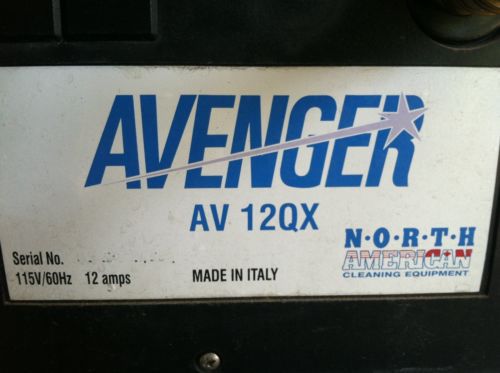 AVENGER
AV 12QX
N·O·R·T·H
AMERICAN
CLEANING EQUIPMENT
Serial No.
115V/60Hz 12 amps
MADE IN ITALY